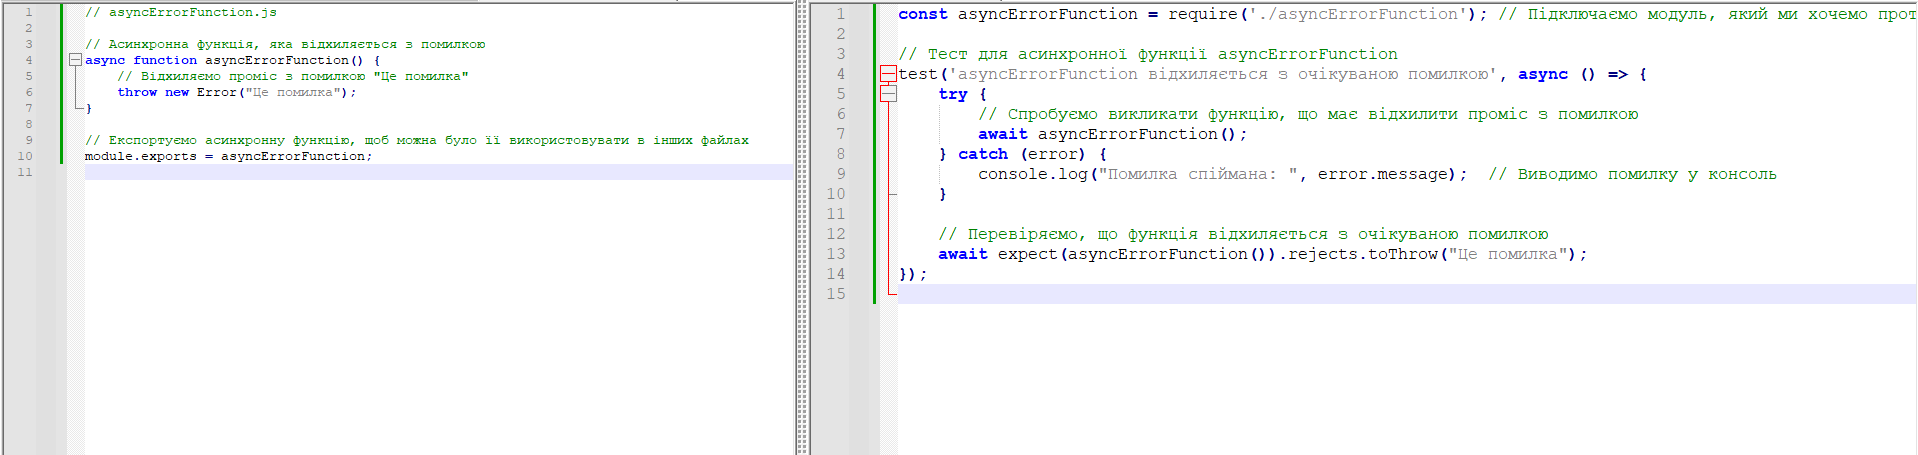 1 // asyncErrorFunction.js
2
3 // Асинхронна функція, яка відхиляється з помилкою
4 async function asyncErrorFunction() {
5 // Відхиляємо проміс з помилкою "Це помилка"
6 throw new Error("Це помилка");
7 }
8
9 // Експортуємо асинхронну функцію, щоб можна було її використовувати в інших файлах
10 module.exports = asyncErrorFunction;
11
1 const asyncErrorFunction = require('./asyncErrorFunction'); // Підключаємо модуль, який ми хочемо прот
2
3 // Тест для асинхронної функції asyncErrorFunction
4 test('asyncErrorFunction відхиляється з очікуваною помилкою', async () => {
5 try {
6 // Спробуємо викликати функцію, що має відхилити проміс з помилкою
7 await asyncErrorFunction();
8 } catch (error) {
9 console.log("Помилка спіймана: ", error.message); // Виводимо помилку у консоль
10 }
11
12 // Перевіряємо, що функція відхиляється з очікуваною помилкою
13 await expect(asyncErrorFunction()).rejects.toThrow("Це помилка");
14 });
15